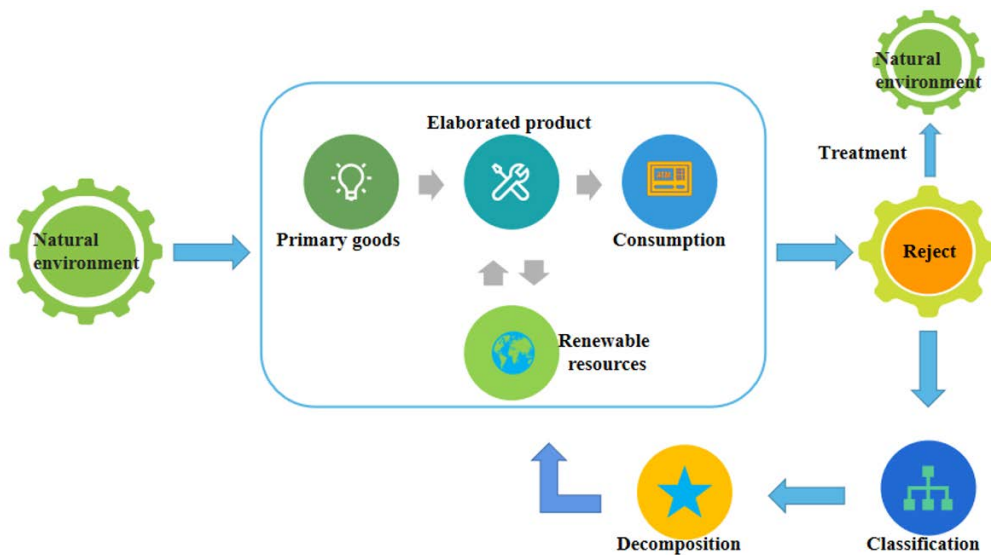 Natural
environment
Elaborated product
Primary goods
Consumption
Renewable
resources
Natural
environment
Treatment
Reject
Classification
Decomposition